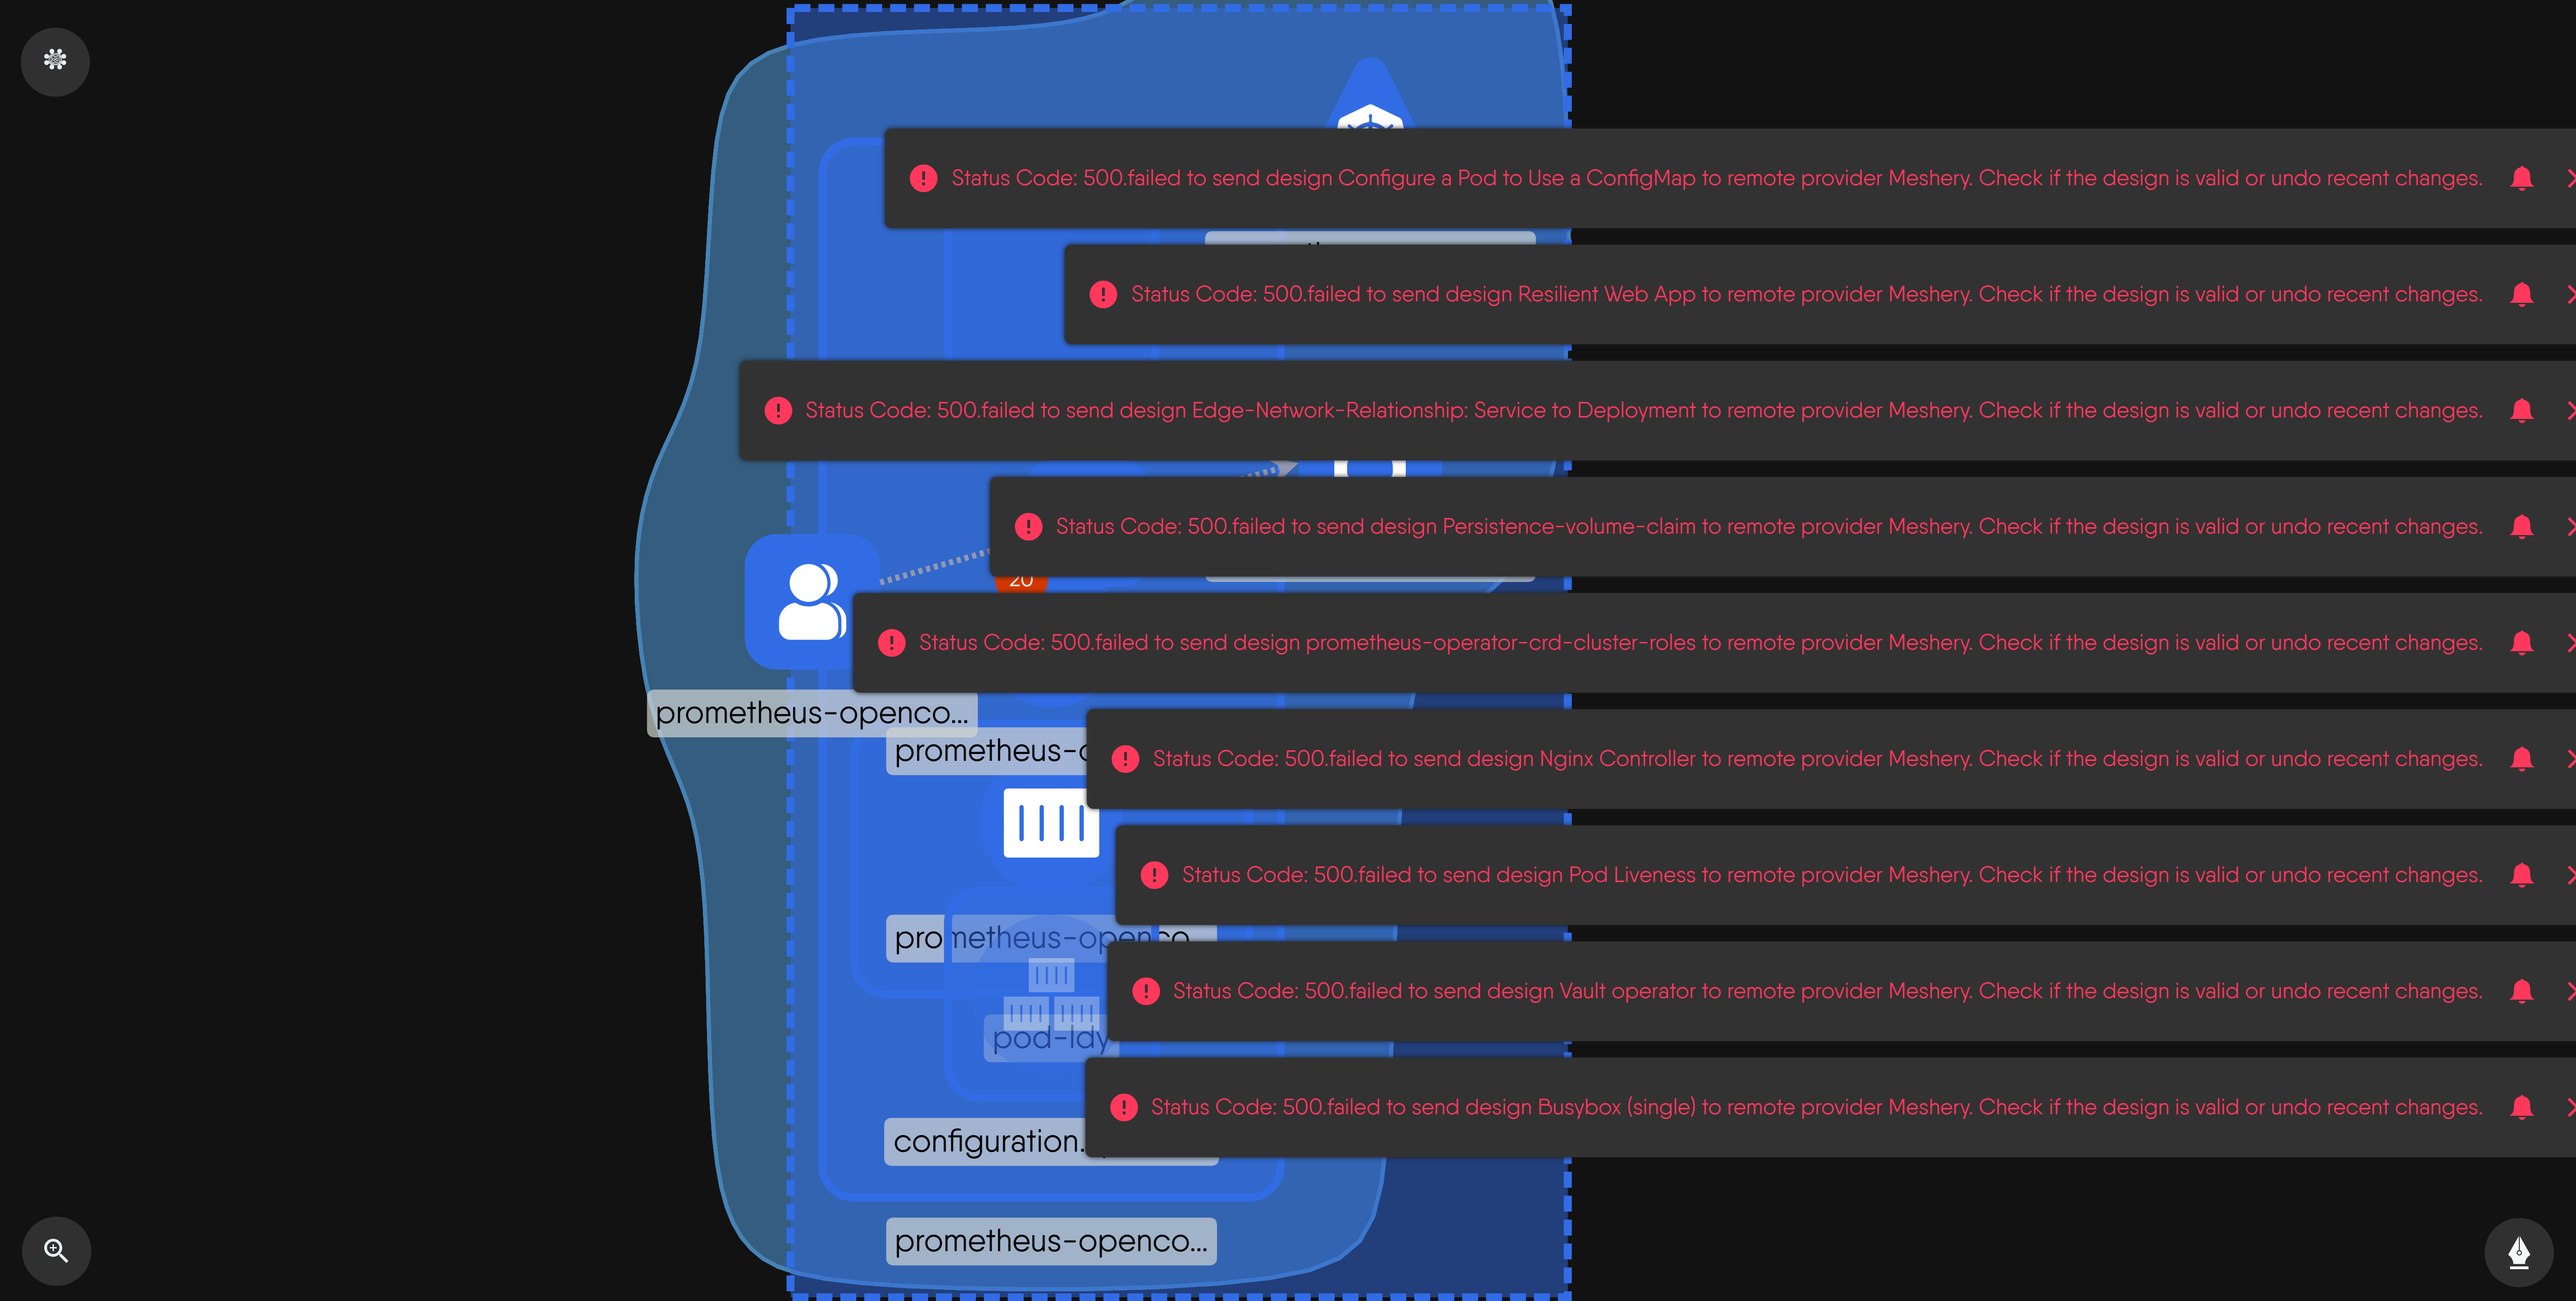 Status Code: 500.failed to send design Configure a Pod to Use a ConfigMap to remote provider Meshery. Check if the design is valid or undo recent changes.
Status Code: 500.failed to send design Resilient Web App to remote provider Meshery. Check if the design is valid or undo recent changes.
Status Code: 500.failed to send design Edge-Network-Relationship: Service to Deployment to remote provider Meshery. Check if the design is valid or undo recent changes.
Status Code: 500.failed to send design Persistence-volume-claim to remote provider Meshery. Check if the design is valid or undo recent changes.
20
Status Code: 500.failed to send design prometheus-operator-crd-cluster-roles to remote provider Meshery. Check if the design is valid or undo recent changes.
prometheus-openco...
prometheus-o
Status Code: 500.failed to send design Nginx Controller to remote provider Meshery. Check if the design is valid or undo recent changes.
Status Code: 500.failed to send design Pod Liveness to remote provider Meshery. Check if the design is valid or undo recent changes.
prometheus-openco
Status Code: 500.failed to send design Vault operator to remote provider Meshery. Check if the design is valid or undo recent changes.
pod-ldy
Status Code: 500.failed to send design Busybox (single) to remote provider Meshery. Check if the design is valid or undo recent changes.
configuration.
prometheus-openco...